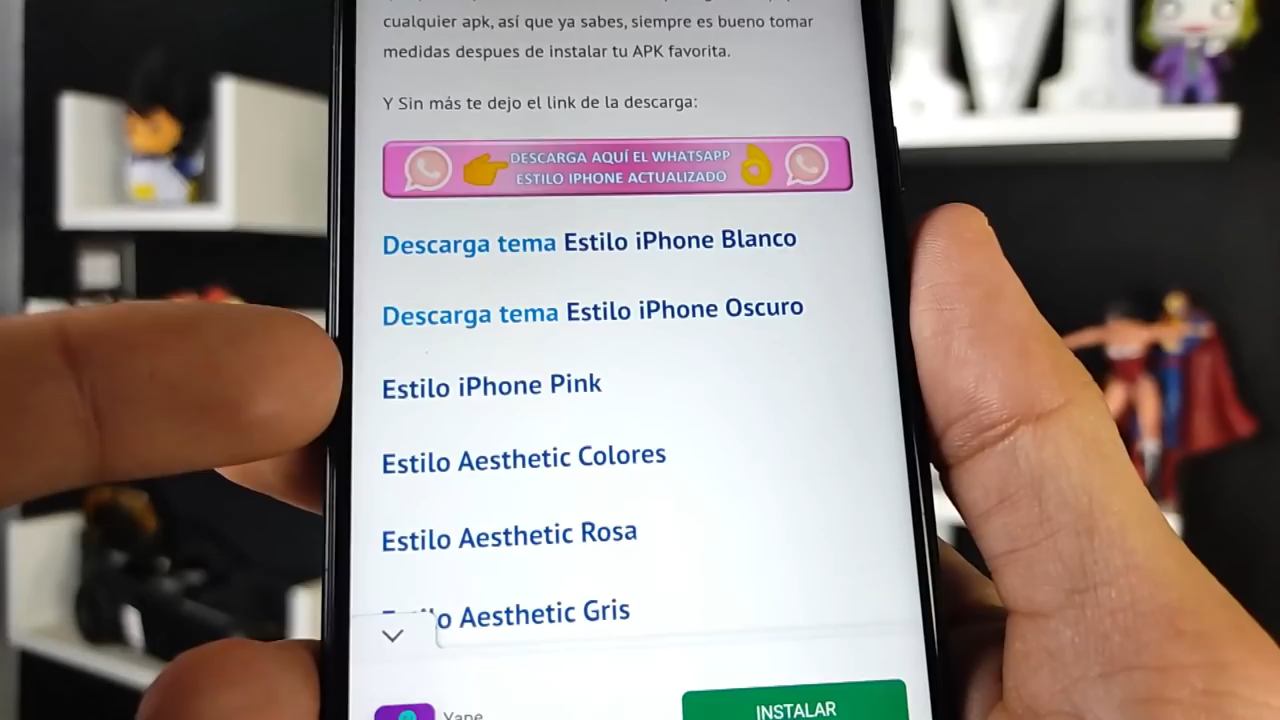 cualquier apk, así que ya sabes, siempre es bueno tomar
medidas despues de instalar tu APK favorita.
Y Sin más te dejo el link de la descarga:
DESCARGA AQUÍ EL WHATSAPP
ESTILO IPHONE ACTUALIZADO
Descarga tema Estilo iPhone Blanco
Descarga tema Estilo iPhone Oscuro
Estilo iPhone Pink
Estilo Aesthetic Colores
Estilo Aesthetic Rosa
Aesthetic Gris
Yape
INSTALAR